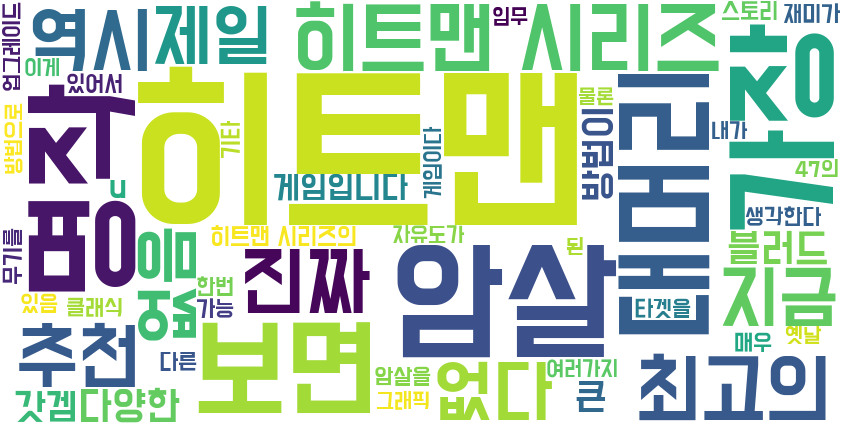 업그레이드
역시
제일
히트맨 시리즈
임무
스토리
재미가
이게
있어서
평작
히트맨
물론
블러드머니
가장
내가
방법으로
u
기타
게임입니다
게임이다
방법이
47의
생각한다
무기를
없음
히트맨 시리즈의
자유도가
된
블러드
있음
클래식
한번
가능
진짜
암살
타겟을
지금
옛날
매우
추천
다른
보면
암살을
그래픽
없다
여러가지
큰
최고의
갓겜
다양한